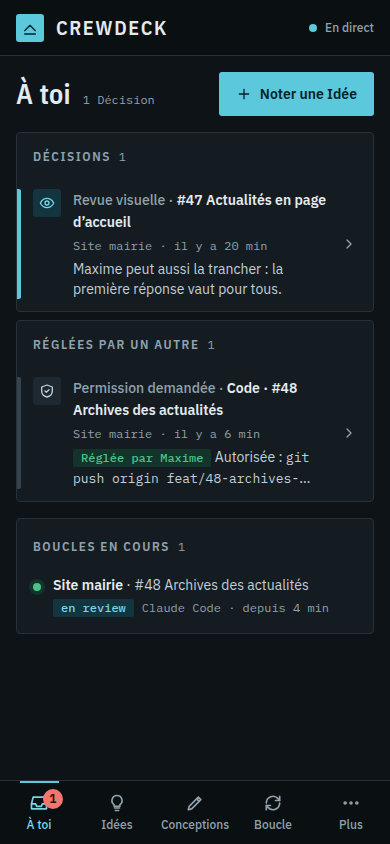 CREWDECK
En direct
À toi 1 Décision
Noter une Idée
DÉCISIONS 1
Revue visuelle · #47 Actualités en page
d’accueil
Site mairie · il y a 20 min
Maxime peut aussi la trancher : la
première réponse vaut pour tous.
RÉGLÉES PAR UN AUTRE 1
Permission demandée · Code · #48
Archives des actualités
Site mairie · il y a 6 min
Réglée par Maxime Autorisée : git
push origin feat/48-archives-…
BOUCLES EN COURS 1
Site mairie · #48 Archives des actualités
en review Claude Code · depuis 4 min
1
À toi
Idées
Conceptions
Boucle
Plus